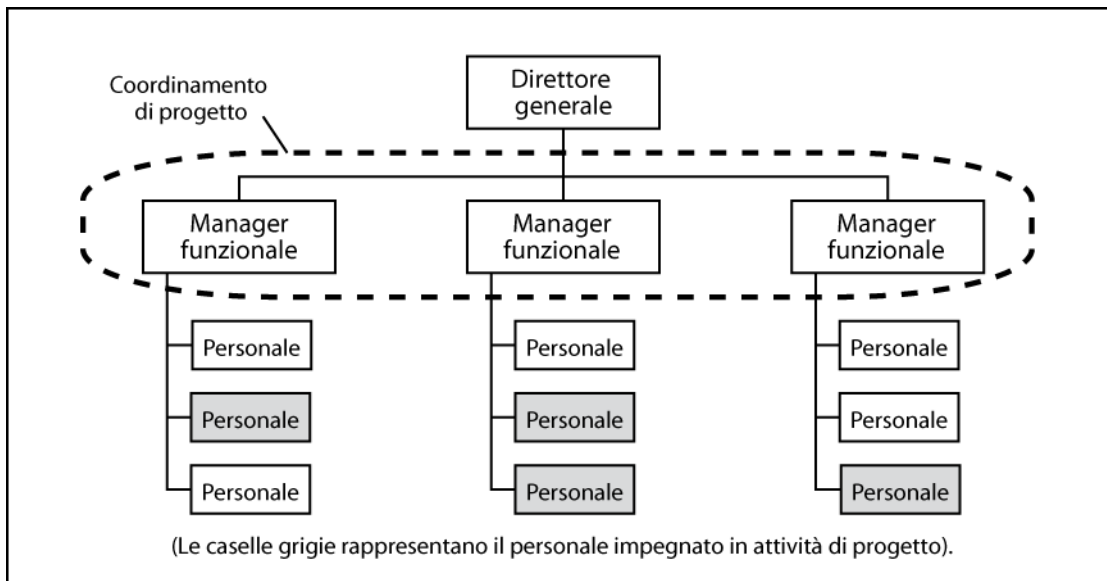 Direttore
generale
Coordinamento
di progetto
Manager
funzionale
Manager
funzionale
Manager
funzionale
Personale
Personale
Personale
Personale
Personale
Personale
Personale
Personale
Personale
(Le caselle grigie rappresentano il personale impegnato in attività di progetto).